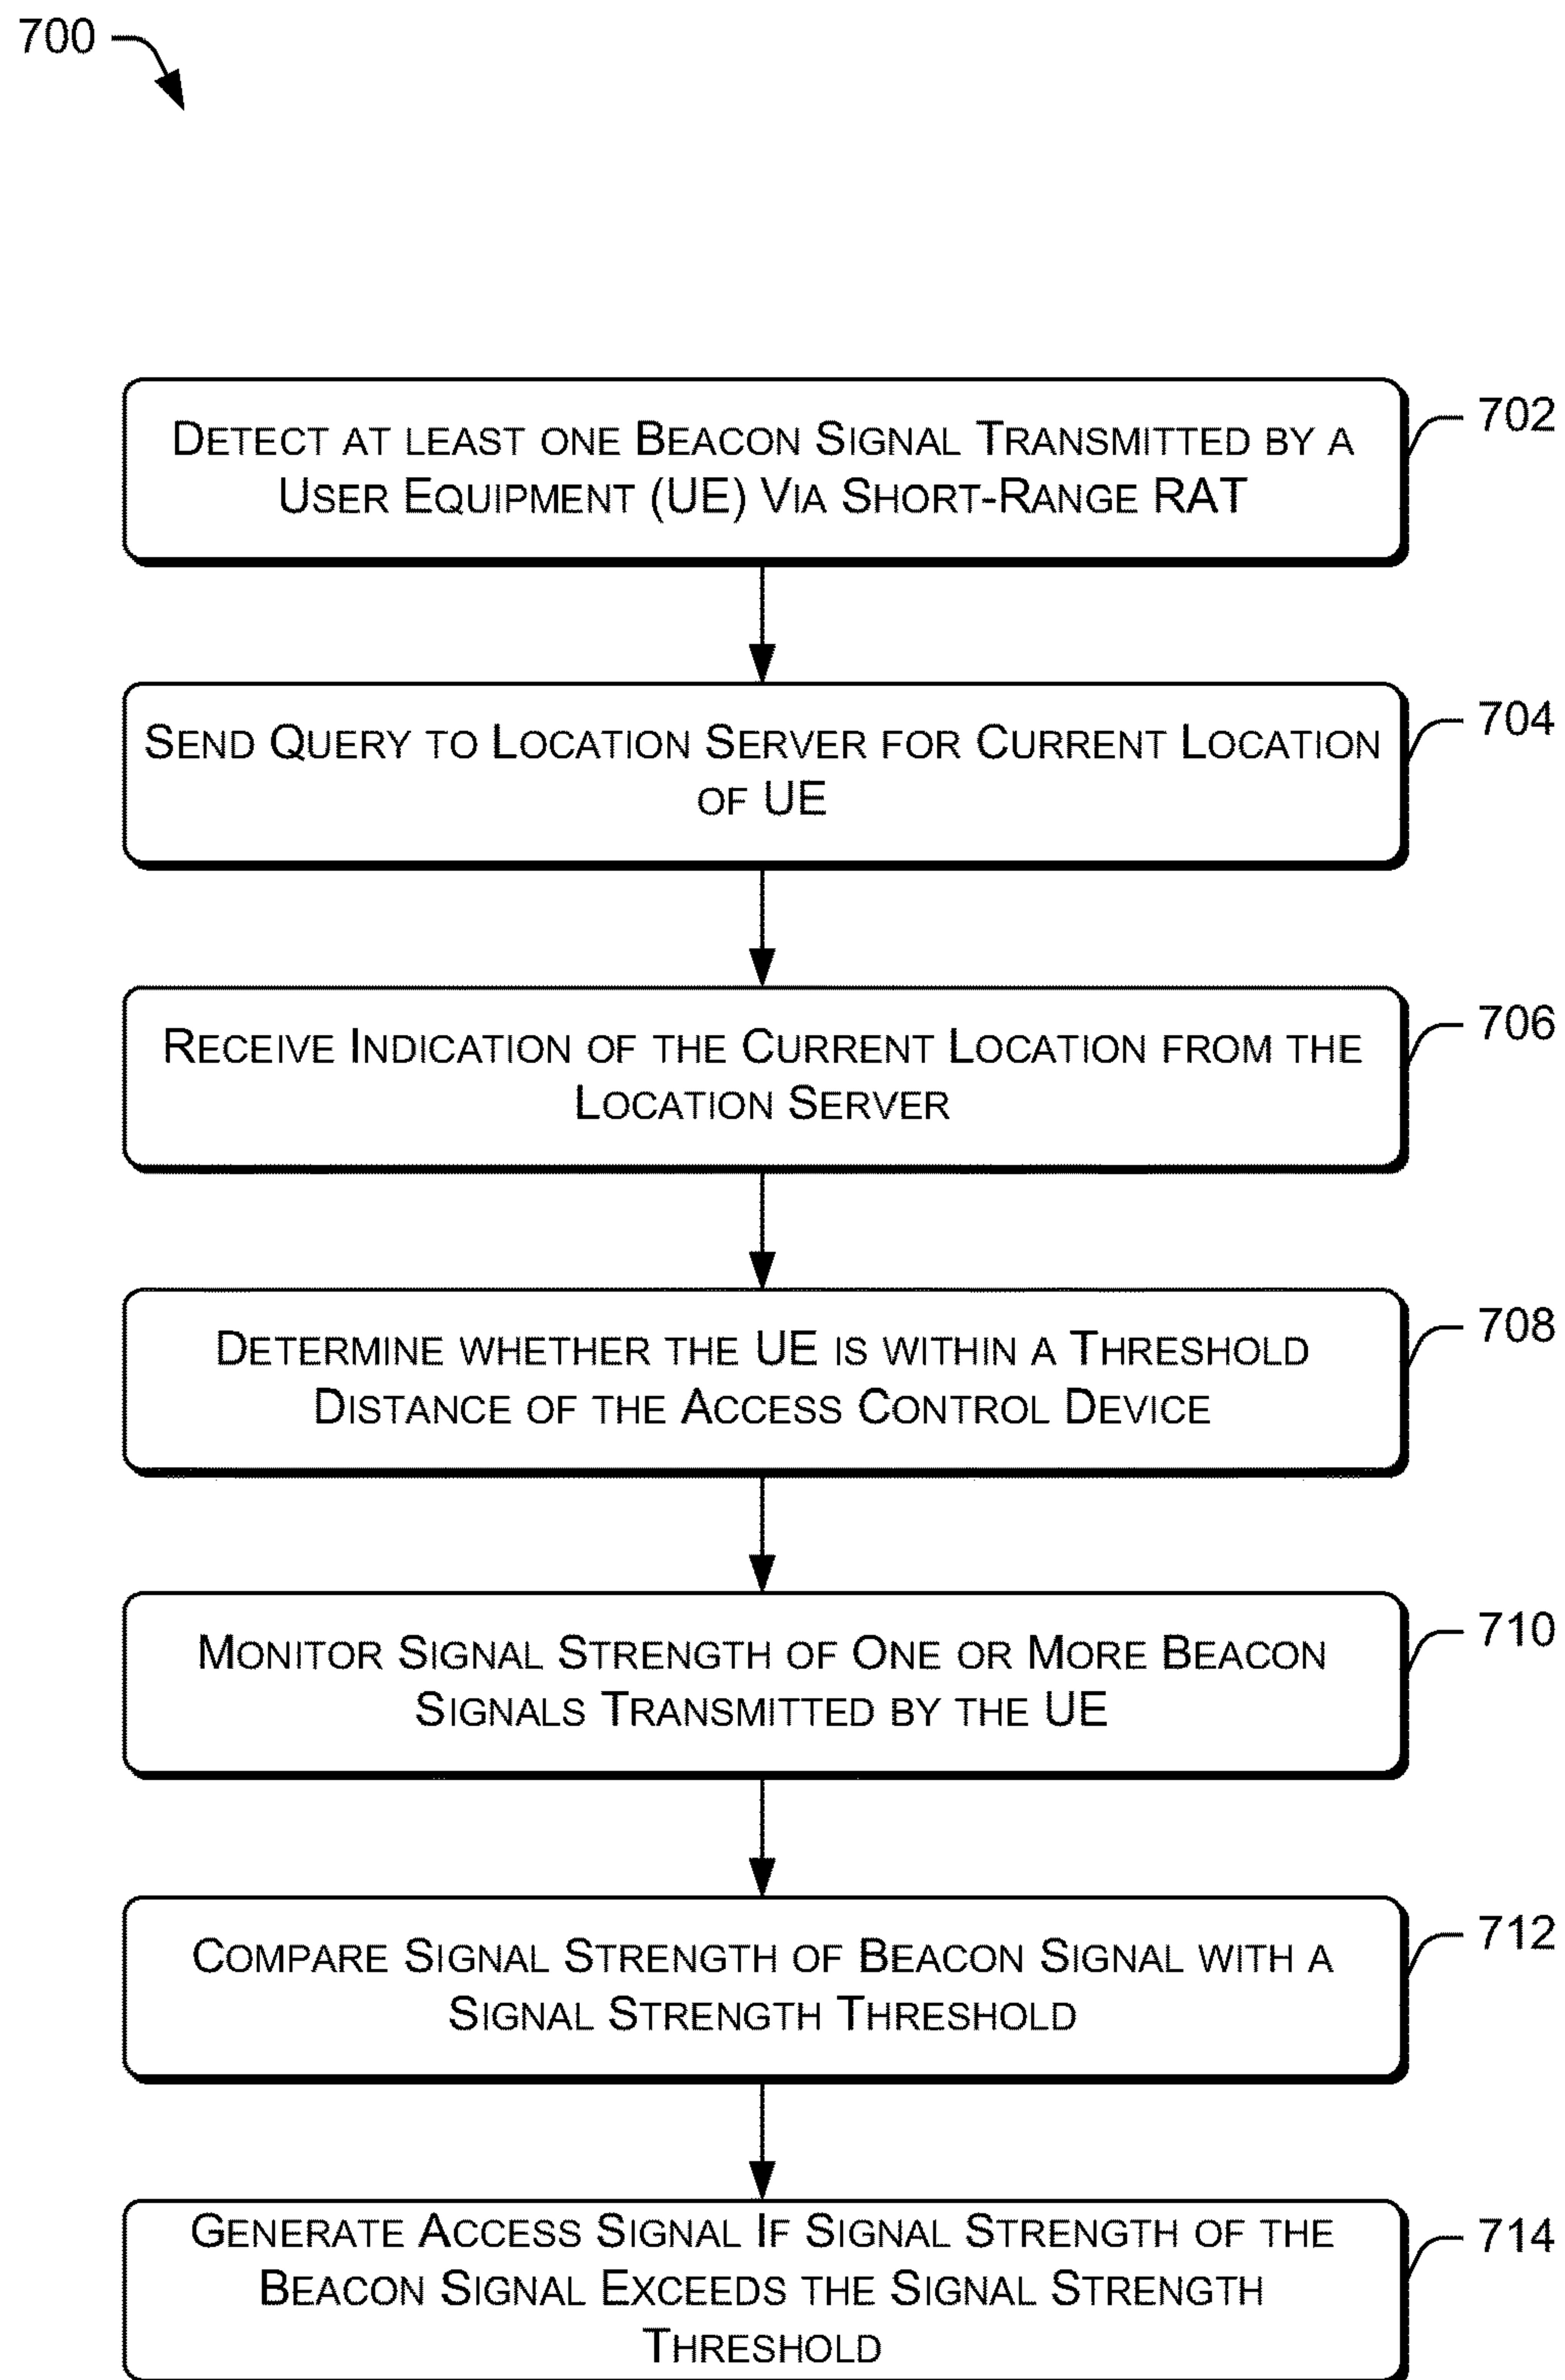 700
DETECT AT LEAST ONE BEACON SIGNAL TRANSMITTED BY A
USER EQUIPMENT (UE) VIA SHORT-RANGE RAT
702
SEND QUERY TO LOCATION SERVER FOR CURRENT LOCATION
OF UE
704
RECEIVE INDICATION OF THE CURRENT LOCATION FROM THE
LOCATION SERVER
706
DETERMINE WHETHER THE UE IS WITHIN A THRESHOLD
DISTANCE OF THE ACCESS CONTROL DEVICE
708
MONITOR SIGNAL STRENGTH OF ONE OR MORE BEACON
SIGNALS TRANSMITTED BY THE UE
710
COMPARE SIGNAL STRENGTH OF BEACON SIGNAL WITH A
SIGNAL STRENGTH THRESHOLD
712
GENERATE ACCESS SIGNAL IF SIGNAL STRENGTH OF THE
BEACON SIGNAL EXCEEDS THE SIGNAL STRENGTH
THRESHOLD
714